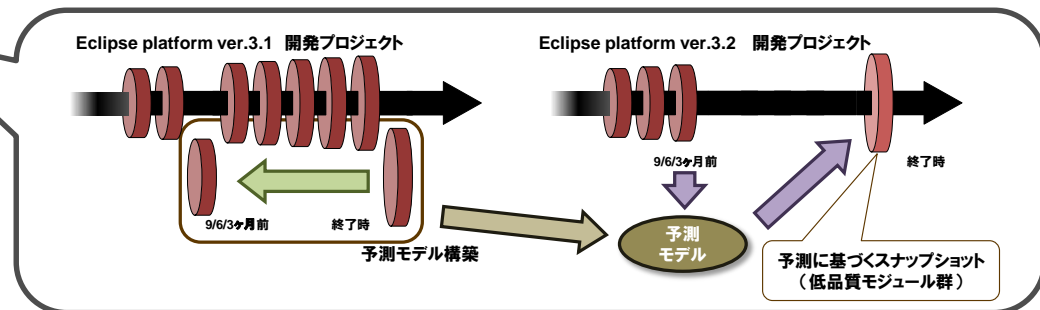 Eclipse platform ver.3.1 開発プロジェクト
9/6/3ヶ月前
終了時
予測モデル構築
Eclipse platform ver.3.2 開発プロジェクト
9/6/3ヶ月前
終了時
予測
モデル
予測に基づくスナップショット
（低品質モジュール群）